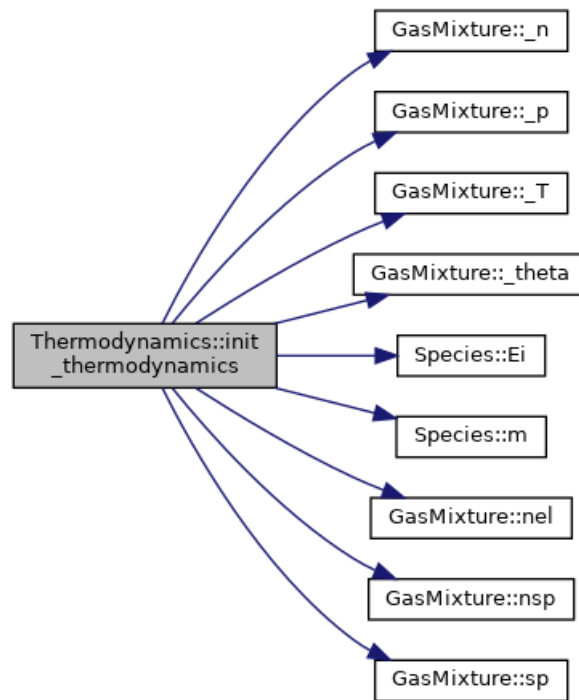 GasMixture::_n
GasMixture::_p
GasMixture::_T
GasMixture::_theta
Thermodynamics::init
_thermodynamics
Species::Ei
Species::m
GasMixture::nel
GasMixture::nsp
GasMixture::sp